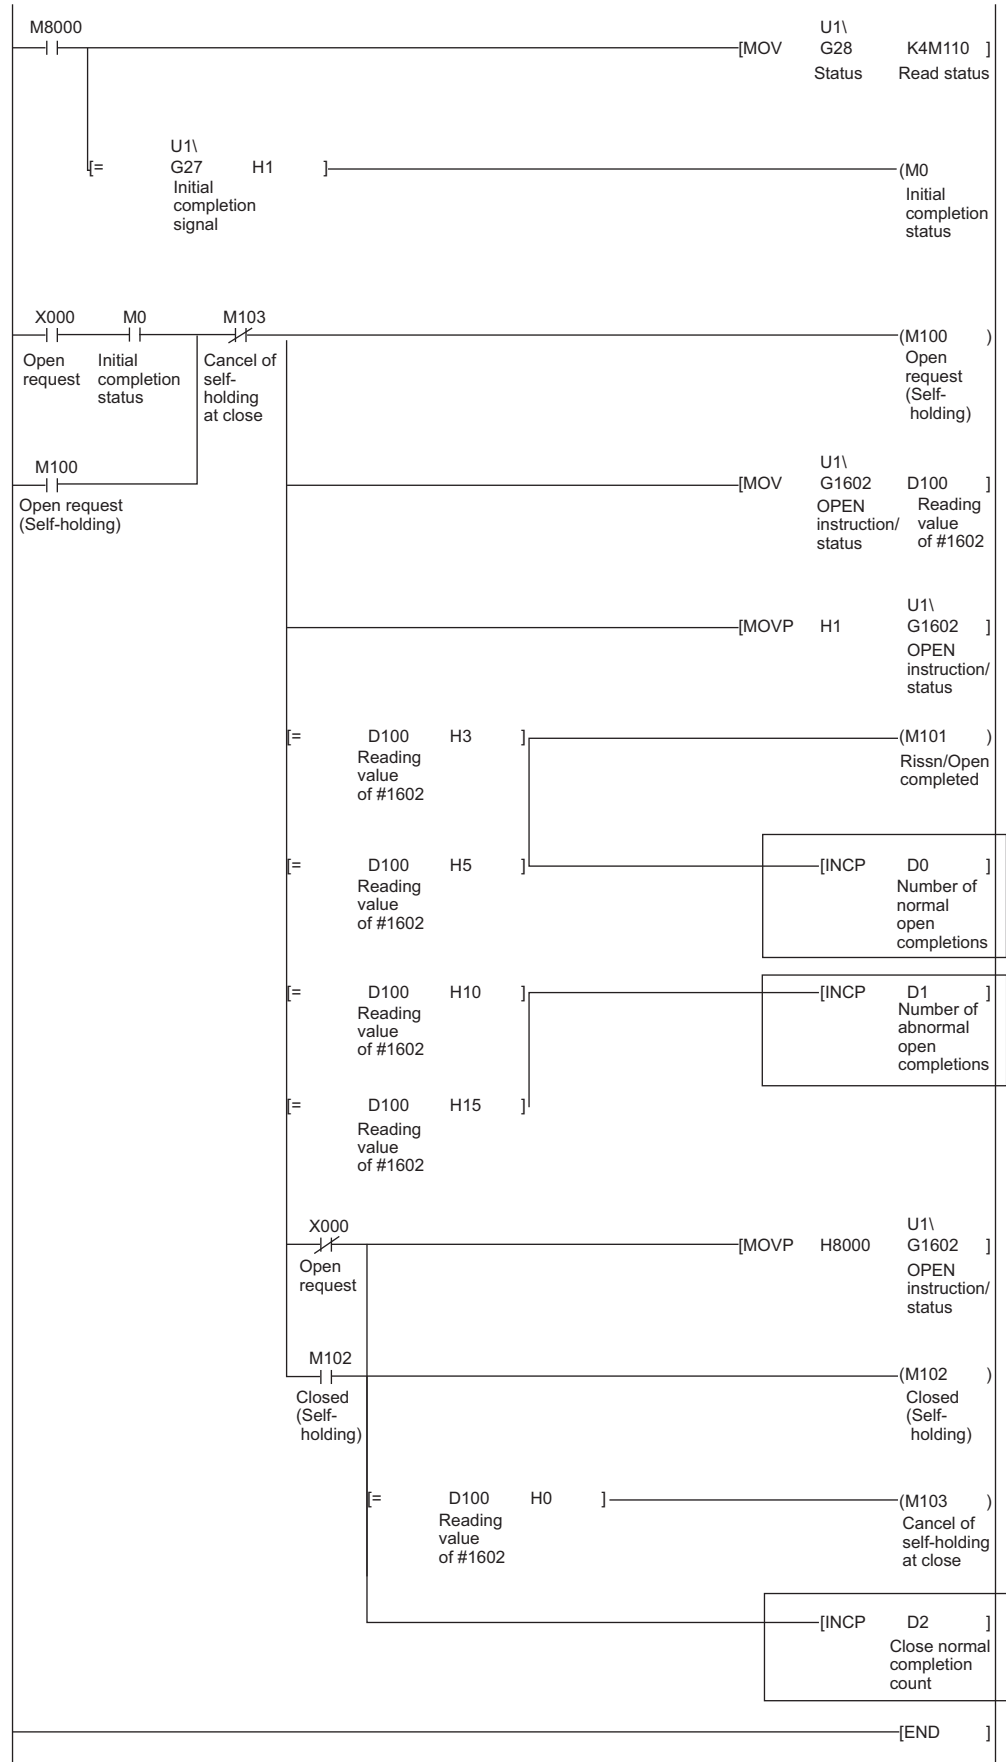 M8000
U1\
[MOV G28 K4M110 ]
Status Read status
U1\
[= G27 H1 ] (M0
Initial
completion
signal
Initial
completion
status
X000 M0 M103
(M100 )
Open
request
Initial
completion
status
Cancel of
self-
holding
at close
Open
request
(Self-
holding)
M100
Open request
(Self-holding)
U1\
[MOV G1602 D100 ]
OPEN
instruction/
status
Reading
value
of #1602
U1\
[MOVP H1 G1602 ]
OPEN
instruction/
status
[= D100 H3 ] (M101 )
Reading
value
of #1602
Rissn/Open
completed
[= D100 H5 ] [INCP D0 ]
Reading
value
of #1602
Number of
normal
open
completions
[= D100 H10 ] [INCP D1 ]
Reading
value
of #1602
Number of
abnormal
open
completions
[= D100 H15 ]
Reading
value
of #1602
X000
U1\
[MOVP H8000 G1602 ]
Open
request
OPEN
instruction/
status
M102
(M102 )
Closed
(Self-
holding)
Closed
(Self-
holding)
[= D100 H0 ] (M103 )
Reading
value
of #1602
Cancel of
self-holding
at close
[INCP D2 ]
Close normal
completion
count
[END ]